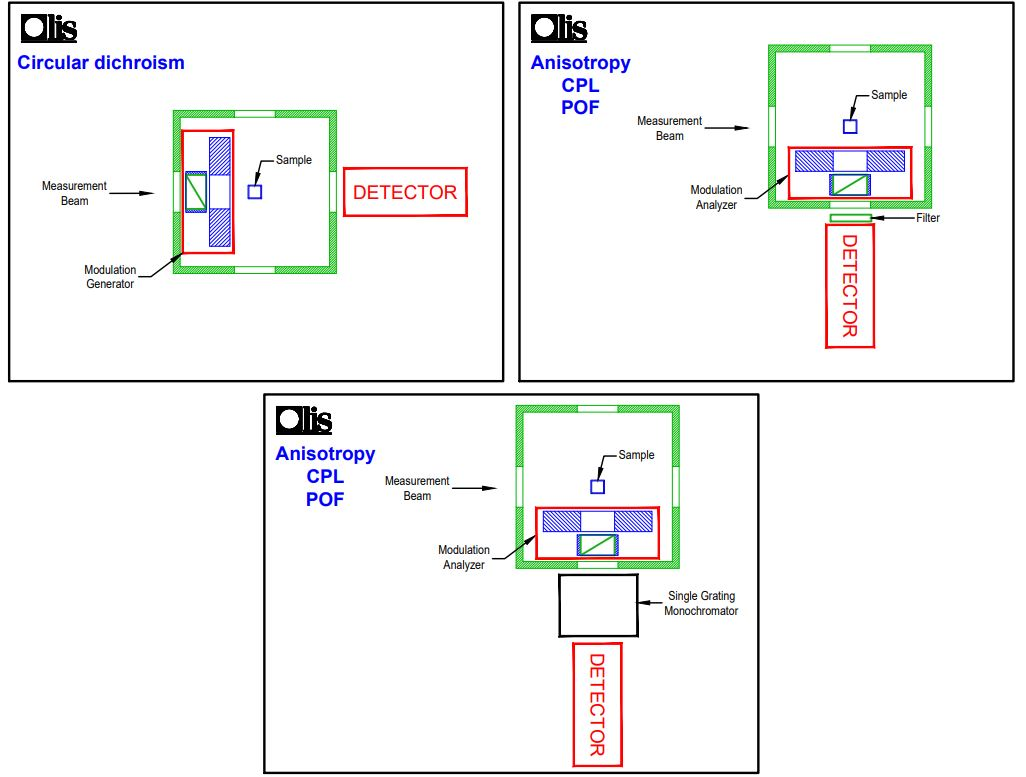 Olis
Circular dichroism
Sample
Measurement
Beam
DETECTOR
Modulation
Generator
Olis
Anisotropy
CPL
POF
Sample
Measurement
Beam
Modulation
Analyzer
Filter
DETECTOR
Olis
Anisotropy
CPL
POF
Sample
Measurement
Beam
Modulation
Analyzer
Single Grating
Monochromator
DETECTOR